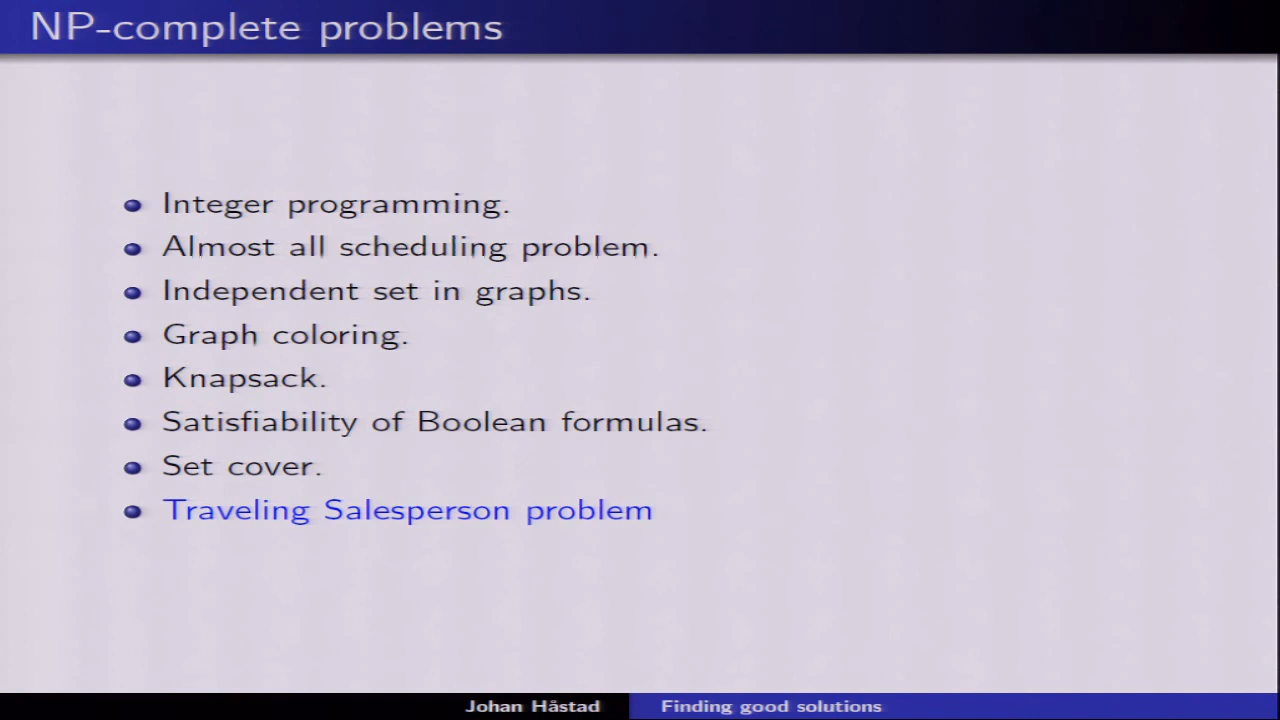 NP-complete problems
Integer programming.
Almost all scheduling problem.
Independent set in graphs.
Graph coloring.
Knapsack.
Satisfiability of Boolean formulas.
Set cover.
Traveling Salesperson problem
Johan Håstad
Finding good solutions